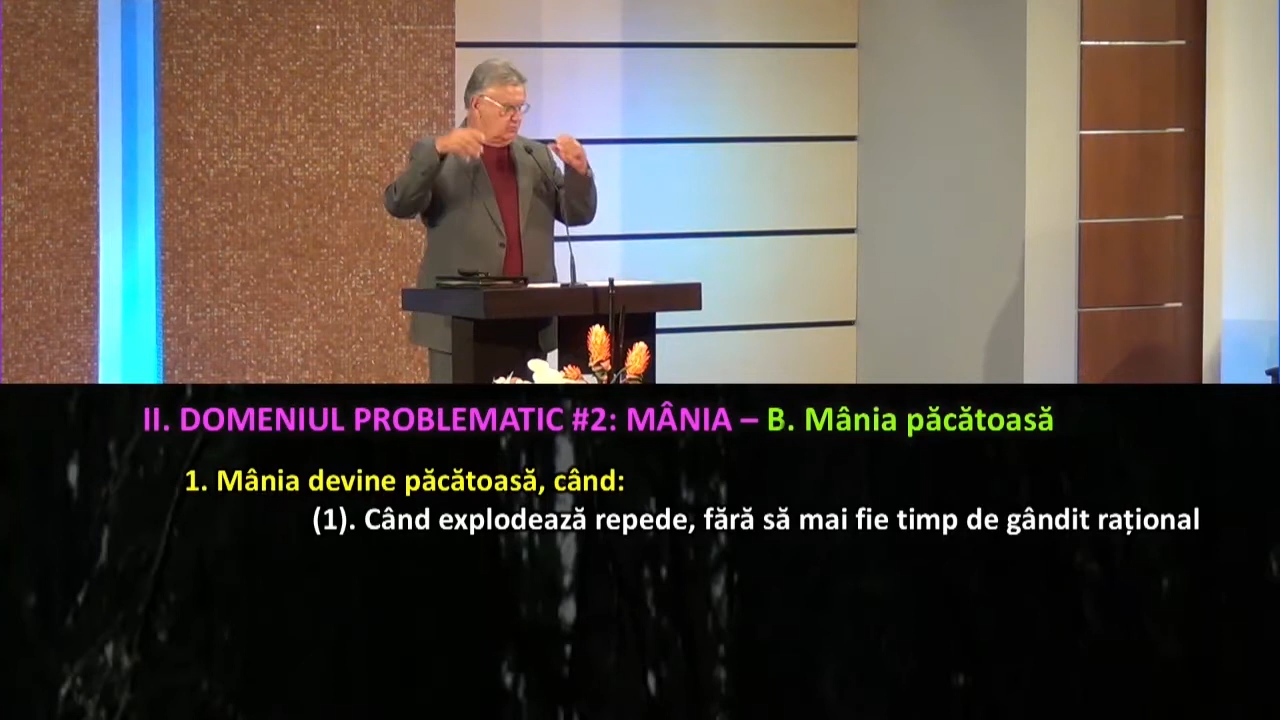 II. DOMENIUL PROBLEMATIC #2: MÂNIA – B. Mânia păcătoasă
1. Mânia devine păcătoasă, când:
(1). Când explodează repede, fără să mai fie timp de gândit rațional